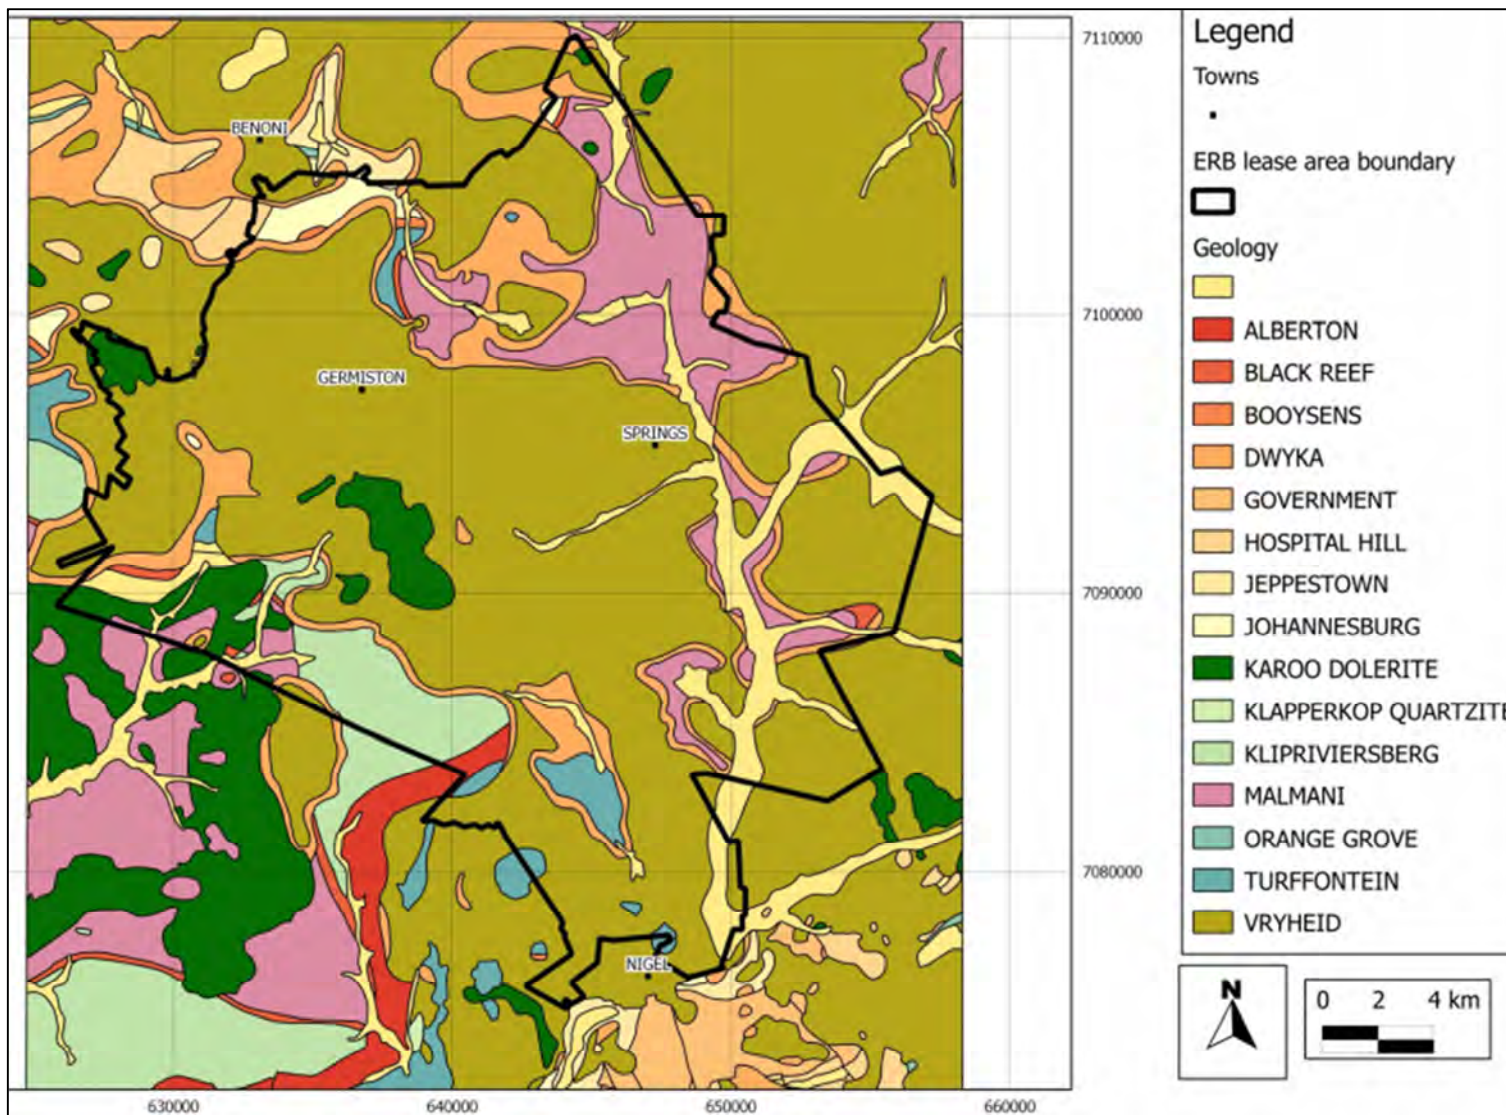 Legend
Towns
ERB lease area boundary
Geology
ALBERTON
BLACK REEF
BOOYSENS
DWYKA
GOVERNMENT
HOSPITAL HILL
JEPPESTOWN
JOHANNESBURG
KAROO DOLERITE
KLAPPERKOP QUARTZITE
KLIPRIVIERSBERG
MALMANI
ORANGE GROVE
TURFFONTEIN
VRYHEID
N
0 2 4 km
7110000
7100000
7090000
7080000
BENONI
GERMISTON
SPRINGS
NIGEL
630000 640000 650000 660000